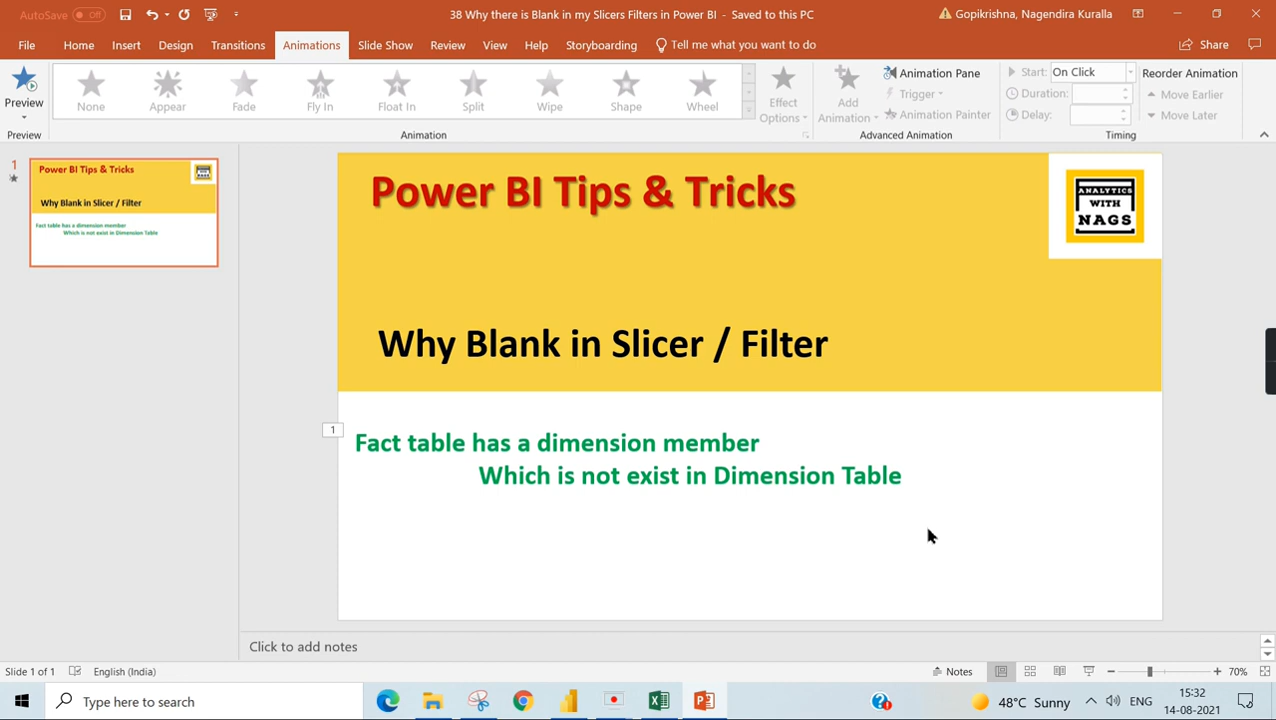 AutoSave Off
38 Why there is Blank in my Slicers Filters in Power BI - Saved to this PC
Gopikrishna, Nagendra Kuralla
File Home Insert Design Transitions Animations Slide Show Review View Help Storyboarding Tell me what you want to do
Share
Preview
None Appear Fade Fly In Float In Split Wipe Shape Wheel
Effect Options
Add Animation
Animation Pane
Trigger
Animation Painter
Start: On Click
Duration:
Delay:
Reorder Animation
Move Earlier
Move Later
Preview Animation Advanced Animation Timing
1
Power BI Tips & Tricks
Why Blank in Slicer / Filter
Fact table has a dimension member
Which is not exist in Dimension Table
Power BI Tips & Tricks
ANALYTICS
WITH
NAGS
Why Blank in Slicer / Filter
1
Fact table has a dimension member
Which is not exist in Dimension Table
Click to add notes
Slide 1 of 1 English (India) Notes 70%
Type here to search
48°C Sunny ENG
15:32
14-08-2021